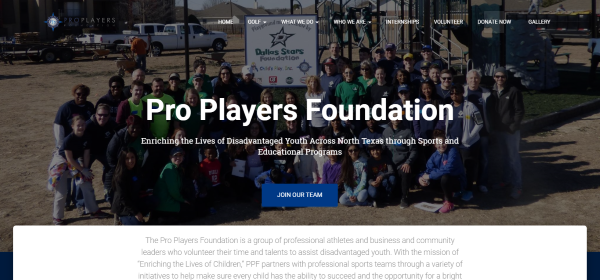 PROPLAYERS
HOME GOLF WHAT WE DO WHO WE ARE INTERNSHIPS VOLUNTEER DONATE NOW GALLERY
Dallas Stars
Foundation
Pro Players Foundation
Enriching the Lives of Disadvantaged Youth Across North Texas through Sports and
Educational Programs
JOIN OUR TEAM
The Pro Players Foundation is a group of professional athletes and business and community
leaders who volunteer their time and talents to assist disadvantaged youth. With the mission of
"Enriching the Lives of Children," PPF partners with professional sports teams through a variety of
initiatives to help make sure every child has the ability to succeed and the opportunity for a bright